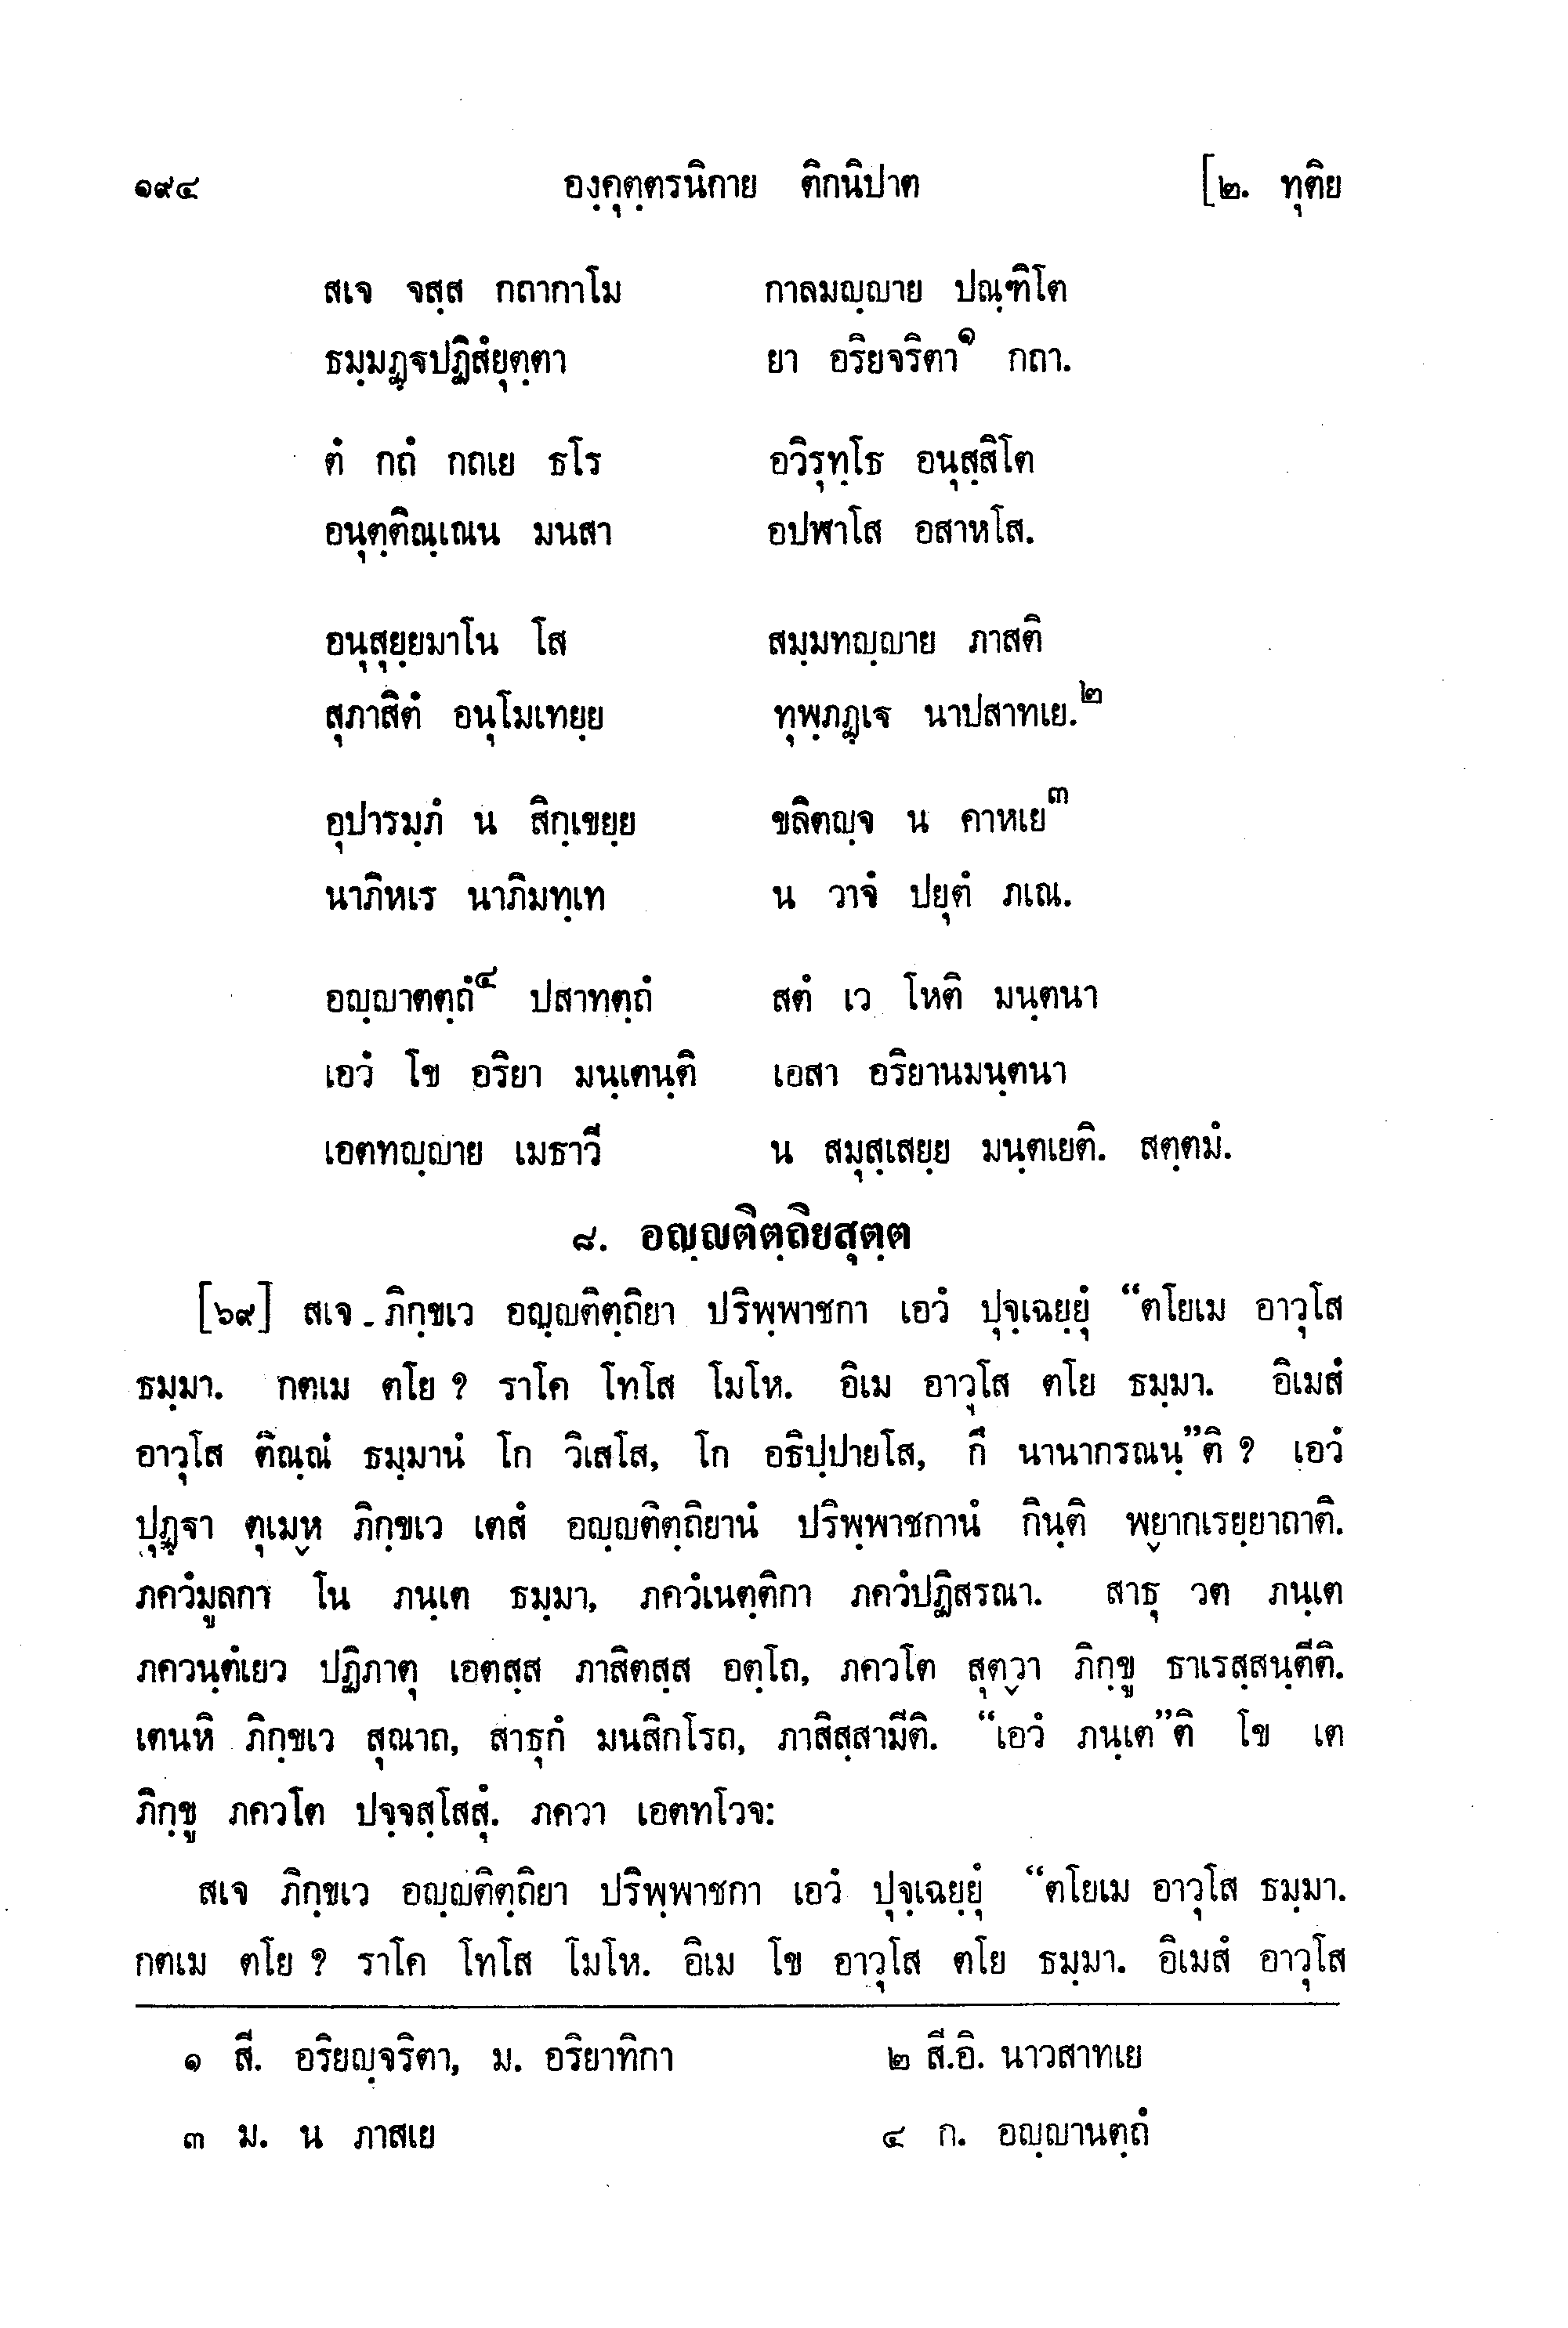 ๑๙๔ องฺคุตฺตรนิกาย ติกนิปาต [๒. ทุติย
สเจ จสฺส กถากาโม กาลมญฺญาย ปณฺฑิโต
ธมฺมฏฺฐปฏิสํยุตฺตา ยา อริยจริตา๑ กถา.
ตํ กถํ กถเย ธโร อวิรุทฺโธ อนุสฺสิโต
อนุตฺติณฺเณน มนสา อปฬาโส อสาหโส.
อนุสุยฺยมาโน โส สมฺมทญฺญาย ภาสติ
สุภาสิตํ อนุโมเทยฺย ทุพฺภฏฺเฐ นาปสาทเย.๒
อุปารมฺภํ น สิกฺเขยฺย ขลิตญฺจ น คาหเย๓
นาภิหเร นาภิมทฺเท น วาจํ ปยุตํ ภเณ.
อญฺญาตตฺถํ๔ ปสาทตฺถํ สตํ เว โหติ มนฺตนา
เอวํ โข อริยา มนฺเตนฺติ เอสา อริยานมนฺตนา
เอตทญฺญาย เมธาวี น สมุสฺเสยฺย มนฺตเยติ. สตฺตมํ.
๘. อญฺญติตฺถิยสุตฺต
[๖๙] สเจ ภิกฺขเว อญฺญติตฺถิยา ปริพฺพาชกา เอวํ ปุจฺเฉยฺยุํ “ตโยเม อาวุโส
ธมฺมา. กตเม ตโย ? ราโค โทโส โมโห. อิเม อาวุโส ตโย ธมฺมา. อิเมสํ
อาวุโส ติณฺณํ ธมฺมานํ โก วิเสโส, โก อธิปฺปายโส, กึ นานากรณนฺ”ติ ? เอวํ
ปุฏฺฐา ตุเมฺห ภิกฺขเว เตสํ อญฺญติตฺถิยานํ ปริพฺพาชกานํ กินฺติ พฺยากเรยฺยาถาติ.
ภควํมูลกา โน ภนฺเต ธมฺมา, ภควํเนตฺติกา ภควํปฏิสรณา. สาธุ วต ภนฺเต
ภควนฺตํเยว ปฏิภาตุ เอตสฺส ภาสิตสฺส อตฺโถ, ภควโต สุตฺวา ภิกฺขู ธาเรสฺสนฺตีติ.
เตนหิ ภิกฺขเว สุณาถ, สาธุกํ มนสิกโรถ, ภาสิสฺสามีติ. “เอวํ ภนฺเต”ติ โข เต
ภิกฺขู ภควโต ปจฺจสฺโสสุํ. ภควา เอตทโวจ:
สเจ ภิกฺขเว อญฺญติตฺถิยา ปริพฺพาชกา เอวํ ปุจฺเฉยฺยุํ “ตโยเม อาวุโส ธมฺมา.
กตเม ตโย ? ราโค โทโส โมโห. อิเม โข อาวุโส ตโย ธมฺมา. อิเมสํ อาวุโส
๑ สี. อริยญฺจริตา, ม. อริยาทิกา ๒ สี.อิ. นาวสาทเย
๓ ม. น ภาสเย ๔ ก. อญฺญานตฺถํ